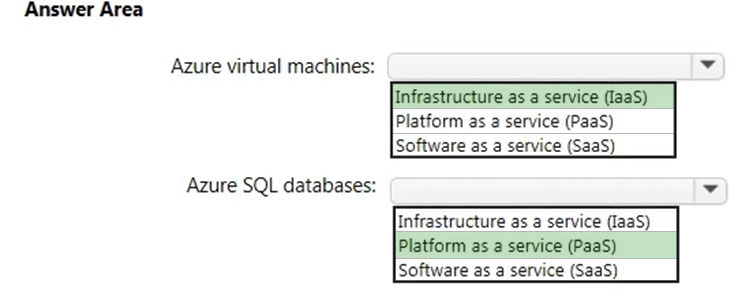 Answer Area
Azure virtual machines:
Infrastructure as a service (IaaS)
Platform as a service (PaaS)
Software as a service (SaaS)
Azure SQL databases:
Infrastructure as a service (IaaS)
Platform as a service (PaaS)
Software as a service (SaaS)